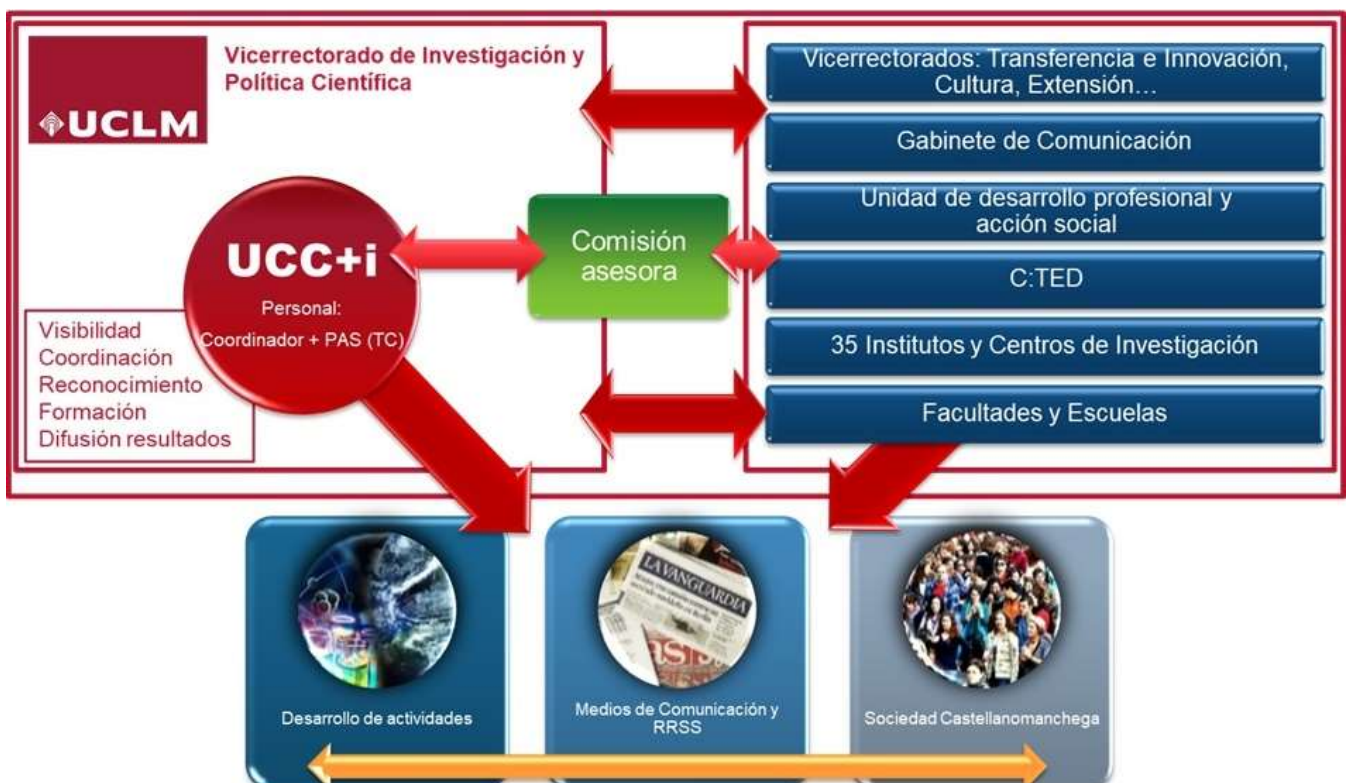 UCLM
Vicerrectorado de Investigación y
Política Científica
UCC+i
Personal:
Coordinador + PAS (TC)
Visibilidad
Coordinación
Reconocimiento
Formación
Difusión resultados
Comisión
asesora
Vicerrectorados: Transferencia e Innovación,
Cultura, Extensión...
Gabinete de Comunicación
Unidad de desarrollo profesional y
acción social
C:TED
35 Institutos y Centros de Investigación
Facultades y Escuelas
LA VANGUARDIA
Desarrollo de actividades
Medios de Comunicación y
RRSS
Sociedad Castellanomanchega